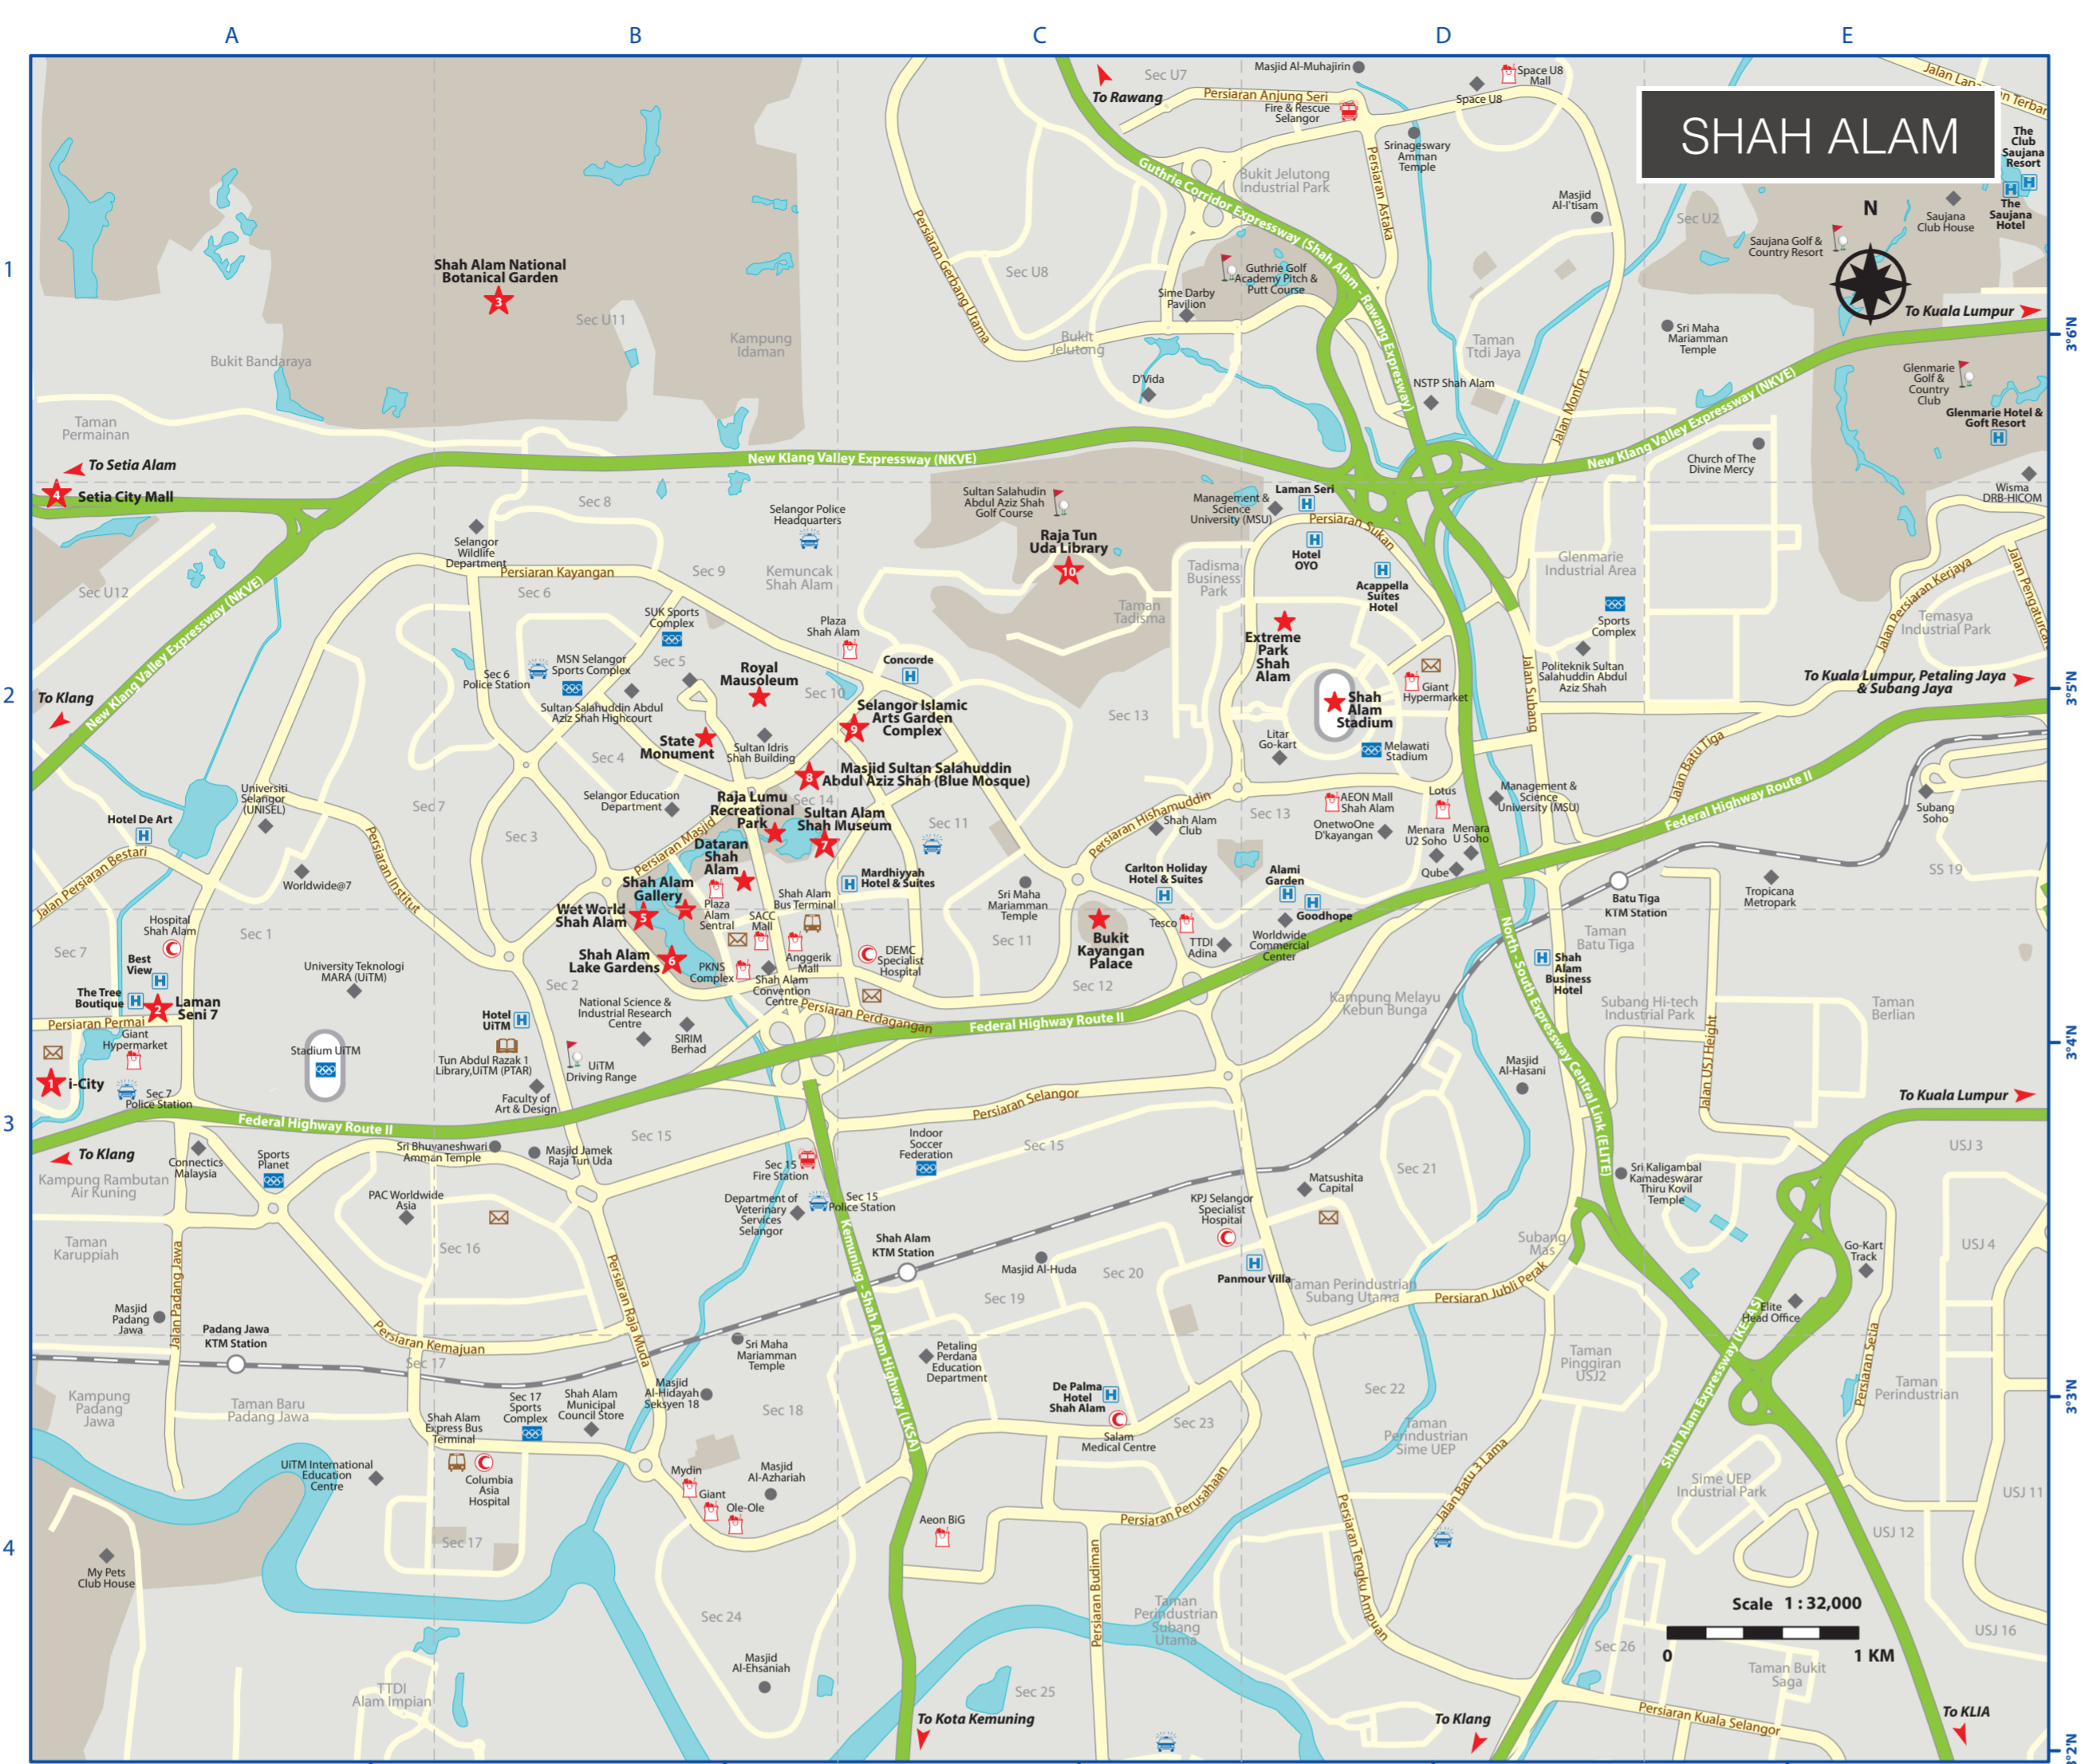 A
B
C
D
E
SHAH ALAM
N
1
2
3
4
3°6'N
3°5'N
3°4'N
3°3'N
3°2'N
Sec U7
To Rawang
Masjid Al-Muhajirin
Persiaran Anjung Seri
Fire & Rescue
Selangor
Space U8
Mall
Space U8
Srinageswary
Amman
Temple
Bukit Jelutong
Industrial Park
Persiaran Astaka
Masjid
Al-I'tisam
Sec U2
The
Club
Saujana
Resort
The
Saujana
Hotel
Saujana
Club House
Saujana Golf &
Country Resort
To Kuala Lumpur
Guthrie Corridor Expressway (Shah Alam - Rawang Expressway)
Persiaran Gerbang Utama
Sec U8
Guthrie Golf
Academy Pitch &
Putt Course
Sime Darby
Pavilion
Bukit
Jelutong
D'Vida
Taman
Ttdi Jaya
NSTP Shah Alam
Jalan Monfort
Sri Maha
Mariamman
Temple
Glenmarie
Golf &
Country
Club
Glenmarie Hotel &
Goft Resort
Church of The
Divine Mercy
Wisma
DRB-HICOM
Shah Alam National
Botanical Garden
3
Sec U11
Kampung
Idaman
Bukit Bandaraya
Taman
Permainan
To Setia Alam
4
Setia City Mall
New Klang Valley Expressway (NKVE)
New Klang Valley Expressway (NKVE)
New Klang Valley Expressway (NKVE)
Sec 8
Selangor Police
Headquarters
Sultan Salahudin
Abdul Aziz Shah
Golf Course
Raja Tun
Uda Library
10
Management &
Science
University (MSU)
Laman Seri
Persiaran Sukan
Hotel
OYO
Acappella
Suites
Hotel
Glenmarie
Industrial Area
Sports
Complex
Politeknik Sultan
Salahuddin Abdul
Aziz Shah
Jalan Persiaran Kerjaya
Temasya
Industrial Park
Selangor
Wildlife
Department
Persiaran Kayangan
Sec 9
Kemuncak
Shah Alam
Sec 6
Sec U12
Tadisma
Business
Park
Taman
Tadisma
To Klang
SUK Sports
Complex
Plaza
Shah Alam
MSN Selangor
Sports Complex
Sec 5
Sec 6
Police Station
Sultan Salahuddin Abdul
Aziz Shah Highcourt
Royal
Mausoleum
Concorde
Sec 10
Selangor Islamic
Arts Garden
Complex
9
State
Monument
Sultan Idris
Shah Building
Sec 4
8
Masjid Sultan Salahuddin
Abdul Aziz Shah (Blue Mosque)
Sec 13
Extreme
Park
Shah
Alam
Giant
Hypermarket
Shah
Alam
Stadium
Litar
Go-kart
Melawati
Stadium
Jalan Subang
To Kuala Lumpur, Petaling Jaya
& Subang Jaya
Jalan Batu Tiga
Federal Highway Route II
Subang
Soho
SS 19
Universiti
Selangor
(UNISEL)
Hotel De Art
Jalan Persiaran Bestari
Worldwide@7
Sec 7
Persiaran Institut
Sec 3
Selangor Education
Department
Persiaran Masjid
Raja Lumu
Recreational
Park
Sec 14
Sultan Alam
Shah Museum
7
Sec 11
Dataran
Shah
Alam
Mardhiyyah
Hotel & Suites
Shah Alam
Gallery
Wet World
Shah Alam
5
Plaza
Alam
Sentral
Shah Alam
Bus Terminal
SACC
Mall
Anggerik
Mall
PKNS
Complex
Shah Alam
Convention
Centre
DEMC
Specialist
Hospital
Shah Alam
Lake Gardens
6
Persiaran Hishamuddin
Shah Alam
Club
Sec 13
AEON Mall
Shah Alam
Lotus
Management &
Science
University (MSU)
OnetwoOne
D'kayangan
Menara
U2 Soho
Menara
U Soho
Qube
Carlton Holiday
Hotel & Suites
Alami
Garden
Goodhope
Tesco
TTDI
Adina
Worldwide
Commercial
Center
Sri Maha
Mariamman
Temple
Sec 11
Bukit
Kayangan
Palace
Sec 12
Batu Tiga
KTM Station
Tropicana
Metropark
Taman
Batu Tiga
Shah
Alam
Business
Hotel
Subang Hi-tech
Industrial Park
Taman
Berlian
Kampung Melayu
Kebun Bunga
North - South Expressway Central Link (ELITE)
Sec 7
Hospital
Shah Alam
Sec 1
Best
View
The Tree
Boutique
2
Laman
Seni 7
University Teknologi
MARA (UiTM)
Persiaran Permai
Giant
Hypermarket
1
i-City
Sec 7
Police Station
Stadium UiTM
Sec 2
Hotel
UiTM
National Science &
Industrial Research
Centre
SIRIM
Berhad
Tun Abdul Razak 1
Library,UiTM (PTAR)
UiTM
Driving Range
Faculty of
Art & Design
Persiaran Perdagangan
Federal Highway Route II
Federal Highway Route II
To Klang
Persiaran Selangor
Masjid
Al-Hasani
Jalan USJ Height
To Kuala Lumpur
USJ 3
Kampung Rambutan
Air Kuning
Connectics
Malaysia
Sports
Planet
Sri Bhuvaneshwari
Amman Temple
Masjid Jamek
Raja Tun Uda
Sec 15
Sec 15
Fire Station
Indoor
Soccer
Federation
Sec 15
Sec 15
Police Station
Department of
Veterinary
Services
Selangor
PAC Worldwide
Asia
Sec 16
Taman
Karuppiah
Shah Alam
KTM Station
Masjid Al-Huda
Matsushita
Capital
Sec 21
KPJ Selangor
Specialist
Hospital
Panmour Villa
Sri Kaligambal
Kamadeswarar
Thiru Kovil
Temple
Subang
Mas
Taman Perindustrian
Subang Utama
Persiaran Jubli Perak
Go-Kart
Track
Elite
Head Office
USJ 4
Masjid
Padang
Jawa
Jalan Padang Jawa
Padang Jawa
KTM Station
Persiaran Kemajuan
Persiaran Raja Muda
Kemuning - Shah Alam Highway (LKSA)
Sec 20
Sec 19
Sec 17
Sri Maha
Mariamman
Temple
Petaling
Perdana
Education
Department
Kampung
Padang
Jawa
Taman Baru
Padang Jawa
Shah Alam
Express Bus
Terminal
Sec 17
Sports
Complex
Shah Alam
Municipal
Council Store
Masjid
Al-Hidayah
Seksyen 18
Sec 18
De Palma
Hotel
Shah Alam
Salam
Medical Centre
Sec 23
Sec 22
Taman
Perindustrian
Sime UEP
Taman
Pinggiran
USJ2
Shah Alam Expressway (KESAS)
Persiaran Setia
Taman
Perindustrian
UiTM International
Education
Centre
Columbia
Asia
Hospital
Mydin
Giant
Ole-Ole
Masjid
Al-Azhariah
Aeon BiG
Persiaran Perusahaan
Persiaran Budiman
Persiaran Tengku Ampuan
Jalan Batu 3 Lama
Sime UEP
Industrial Park
USJ 11
USJ 12
My Pets
Club House
Sec 17
Sec 24
Taman
Perindustrian
Subang
Utama
Scale 1 : 32,000
0
1 KM
USJ 16
Sec 26
Taman Bukit
Saga
TTDI
Alam Impian
Masjid
Al-Ehsaniah
Sec 25
To Kota Kemuning
To Klang
Persiaran Kuala Selangor
To KLIA